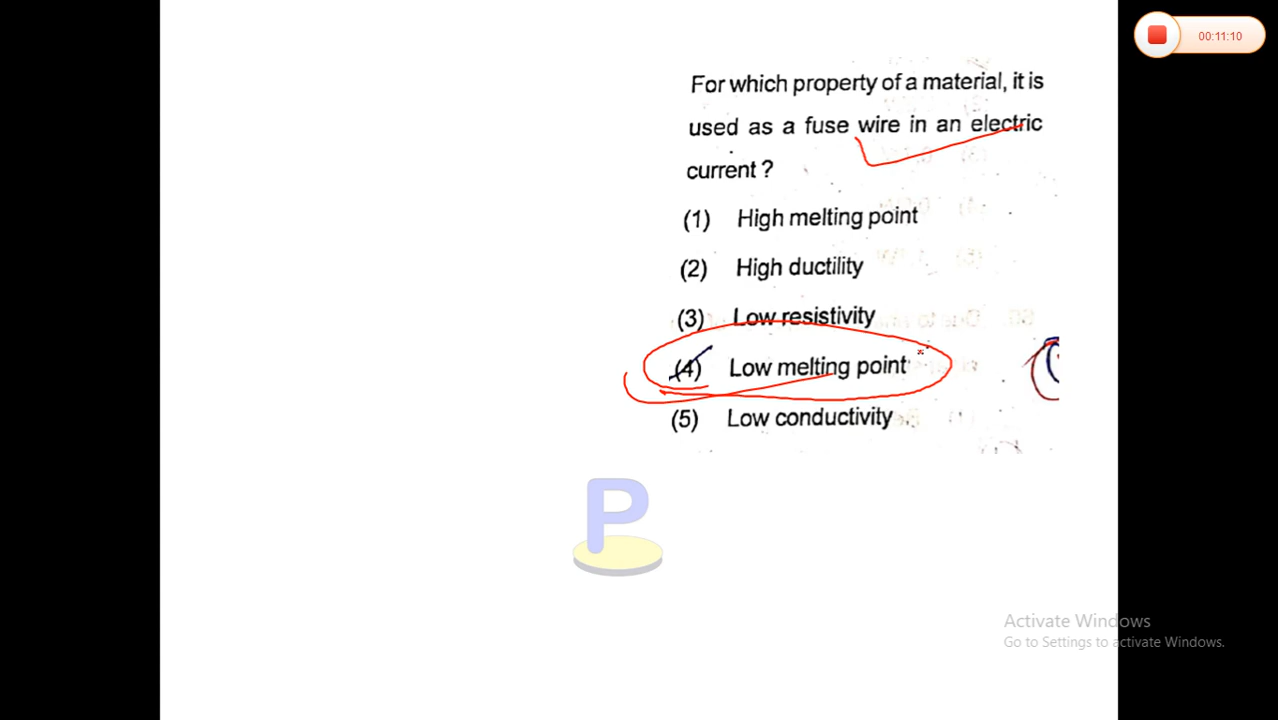 00:11:10
For which property of a material, it is
used as a fuse wire in an electric
current ?
(1) High melting point
(2) High ductility
(3) Low resistivity
(4) Low melting point
(5) Low conductivity
P
Activate Windows
Go to Settings to activate Windows.